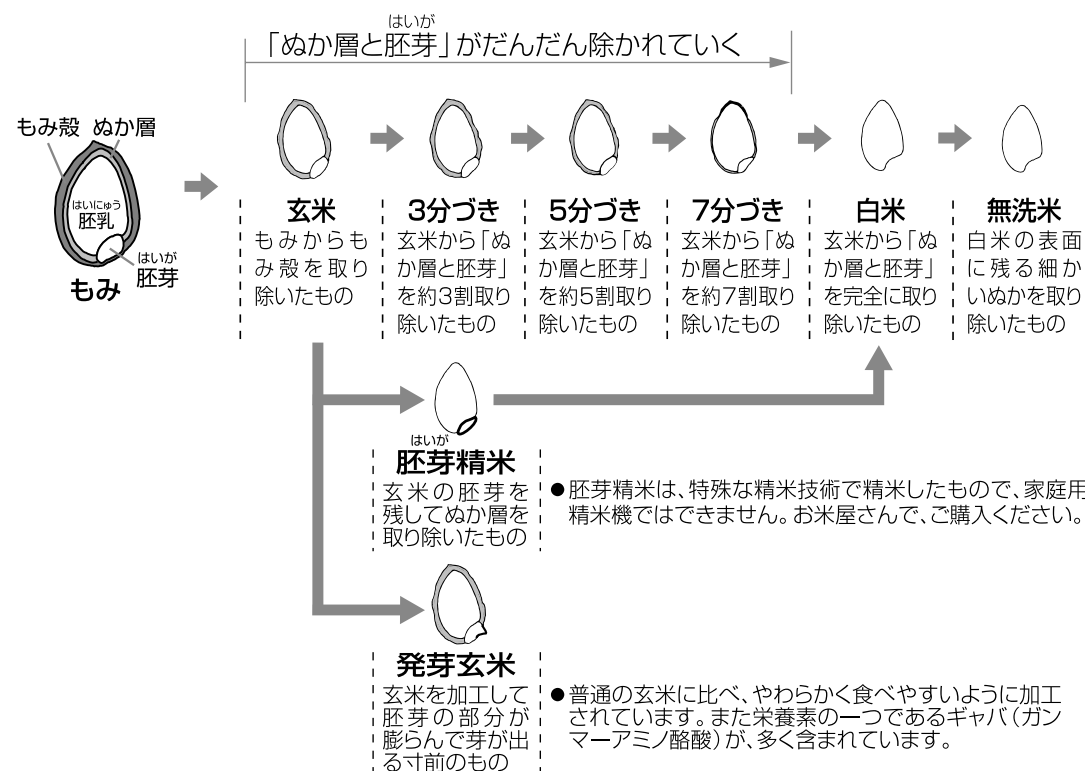 はいが
「ぬか層と胚芽」がだんだん除かれていく
もみ殻 ぬか層
はいにゅう
胚乳
はいが
胚芽
もみ
玄米
もみからも
み殻を取り
除いたもの
3分づき
玄米から「ぬ
か層と胚芽」
を約3割取り
除いたもの
5分づき
玄米から「ぬ
か層と胚芽」
を約5割取り
除いたもの
7分づき
玄米から「ぬ
か層と胚芽」
を約7割取り
除いたもの
白米
玄米から「ぬ
か層と胚芽」
を完全に取り
除いたもの
無洗米
白米の表面
に残る細か
いぬかを取り
除いたもの
はいが
胚芽精米
玄米の胚芽を
残してぬか層を
取り除いたもの
●胚芽精米は、特殊な精米技術で精米したもので、家庭用
精米機ではできません。お米屋さんで、ご購入ください。
発芽玄米
玄米を加工して
胚芽の部分が
膨らんで芽が出
る寸前のもの
●普通の玄米に比べ、やわらかく食べやすいように加工
されています。また栄養素の一つであるギャバ（ガン
マーアミノ酪酸）が、多く含まれています。